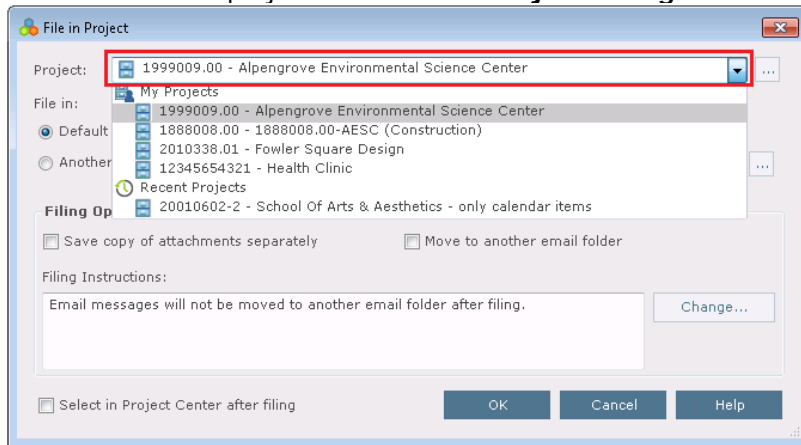 File in Project
Project: 1999009.00 - Alpengrove Environmental Science Center ...
My Projects
File in:
1999009.00 - Alpengrove Environmental Science Center
Default
1888008.00 - 1888008.00-AESC (Construction)
2010338.01 - Fowler Square Design
Another
12345654321 - Health Clinic ...
Recent Projects
Filing Op
20010602-2 - School Of Arts & Aesthetics - only calendar items
Save copy of attachments separately Move to another email folder
Filing Instructions:
Email messages will not be moved to another email folder after filing. Change...
Select in Project Center after filing OK Cancel Help